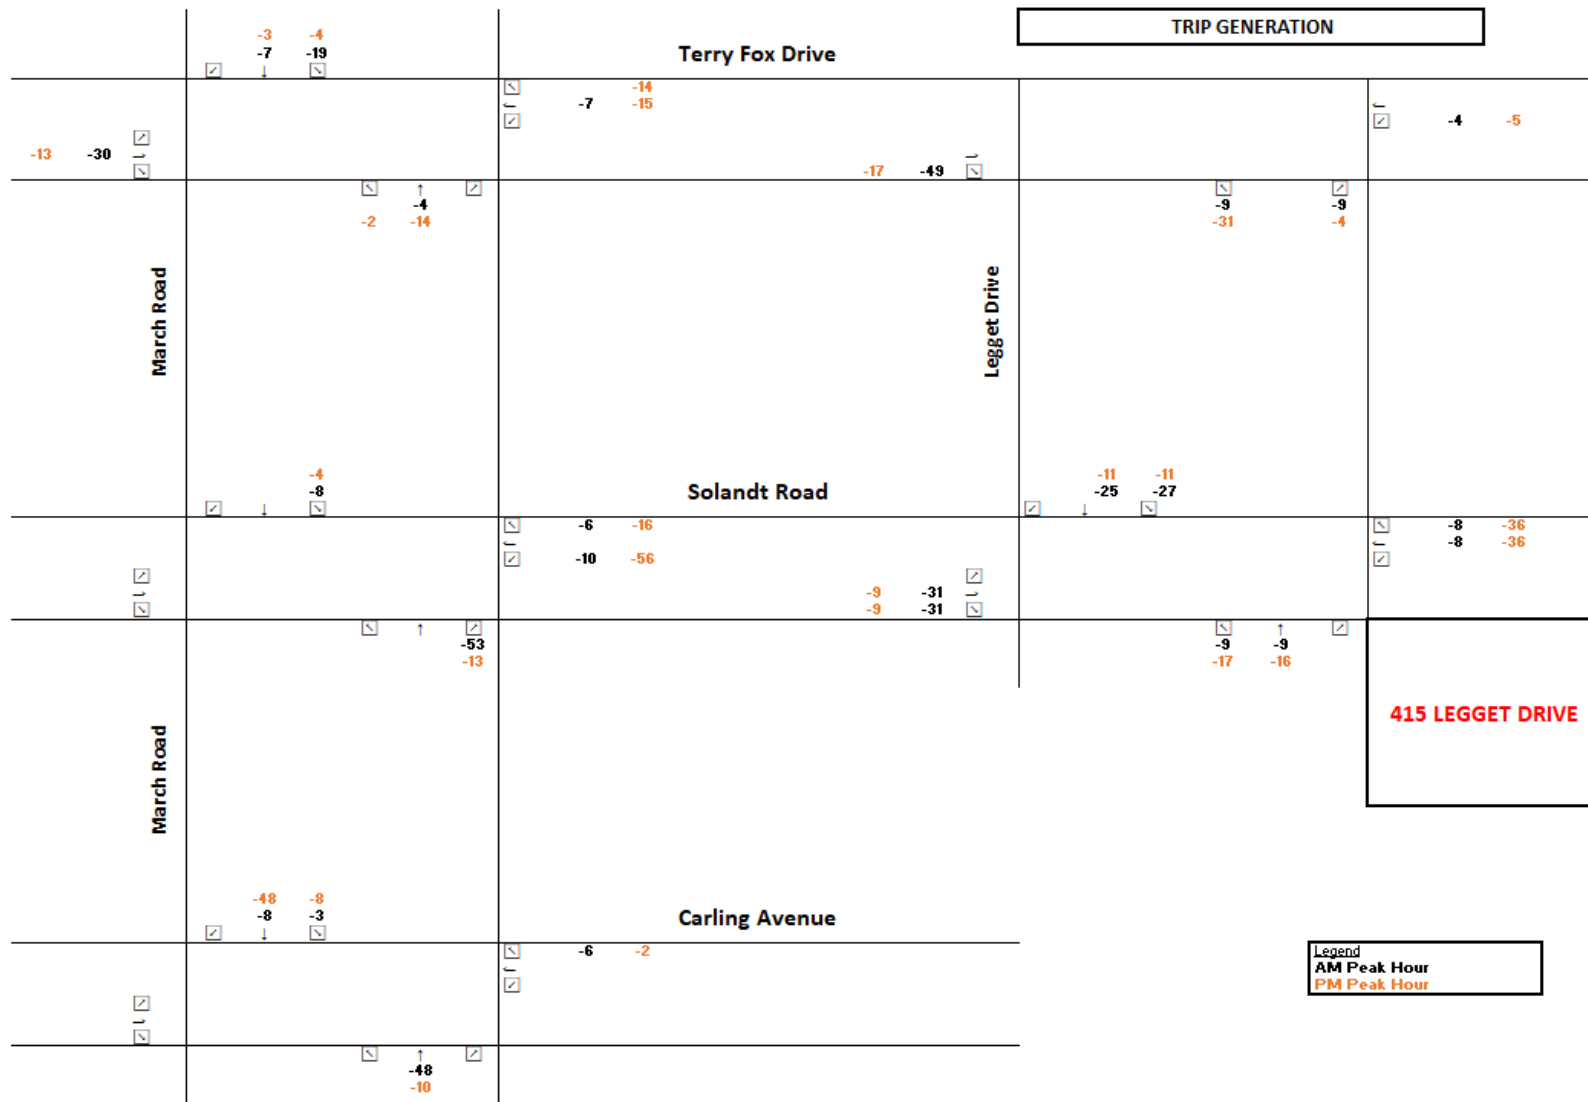 TRIP GENERATION
-3 -4
-7 -19
Terry Fox Drive
-14
-7 -15
-4 -5
-13 -30
-17 -49
-4
-2 -14
-9 -9
-31 -4
March Road
Legget Drive
-4
-8
Solandt Road
-11 -11
-25 -27
-6 -16
-10 -56
-8 -36
-8 -36
-9 -31
-9 -31
-53
-13
-9 -9
-17 -16
415 LEGGET DRIVE
March Road
-48 -8
-8 -3
Carling Avenue
-6 -2
Legend
AM Peak Hour
PM Peak Hour
-48
-10